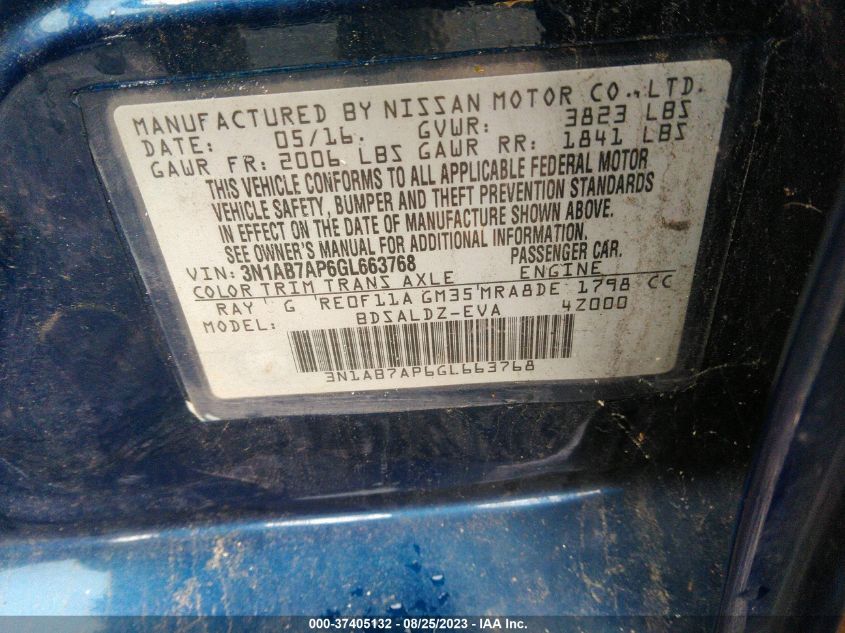 MANUFACTURED BY NISSAN MOTOR CO., LTD.
DATE: 05/16. GVWR: 3823 LBS
GAWR FR: 2006 LBS GAWR RR: 1841 LBS
THIS VEHICLE CONFORMS TO ALL APPLICABLE FEDERAL MOTOR
VEHICLE SAFETY, BUMPER AND THEFT PREVENTION STANDARDS
IN EFFECT ON THE DATE OF MANUFACTURE SHOWN ABOVE.
SEE OWNER'S MANUAL FOR ADDITIONAL INFORMATION.
VIN: 3N1AB7AP6GL663768 PASSENGER CAR.
COLOR TRIM TRANS AXLE ENGINE
RAY G RE0F11A GM35 MRA8DE 1798 CC
MODEL: BDSALDZ-EVA 4Z000
3N1AB7AP6GL663768
000-37405132 - 08/25/2023 - IAA Inc.